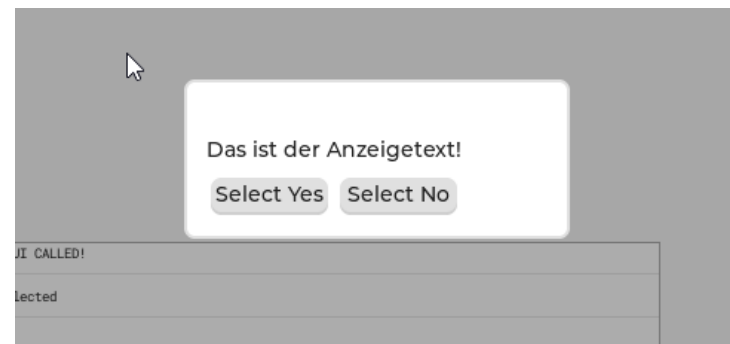 Das ist der Anzeigetext!
Select Yes Select No
UI CALLED!
lected